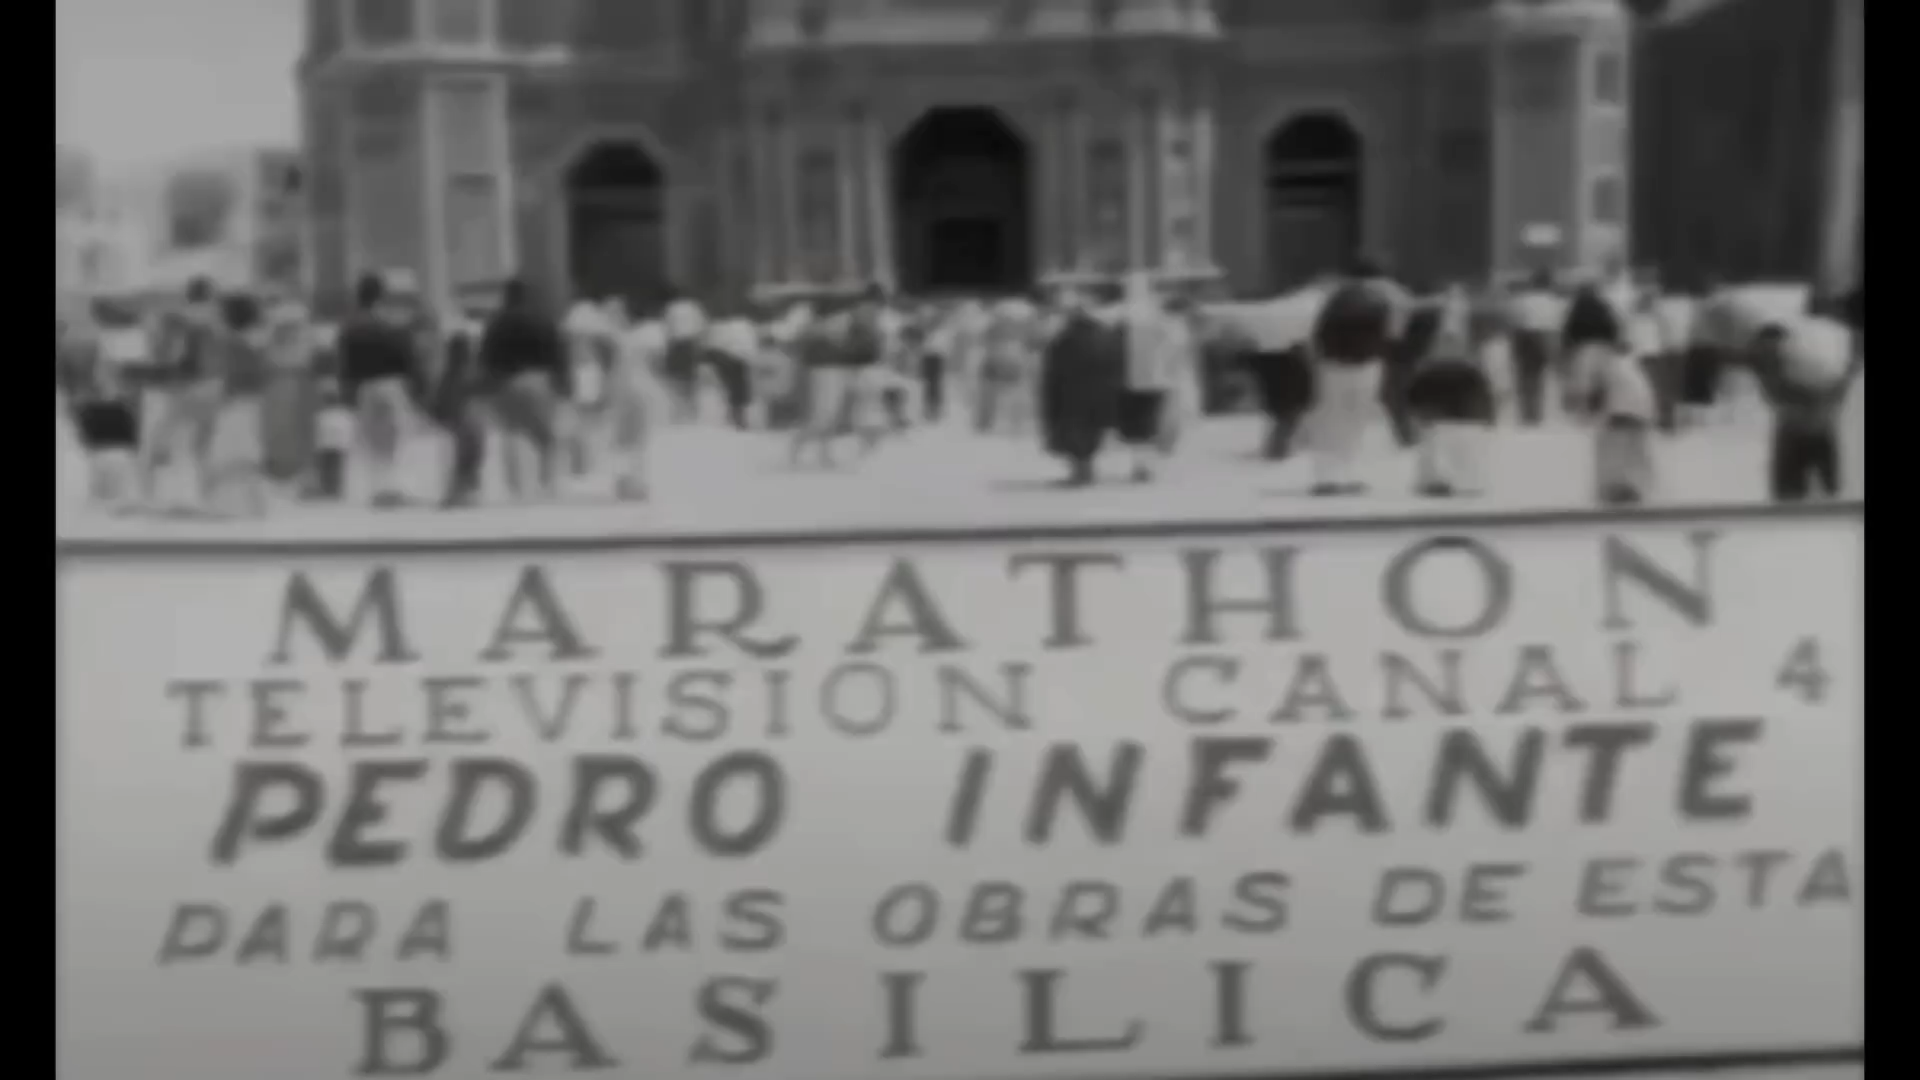 MARATHON
TELEVISION CANAL 4
PEDRO INFANTE
PARA LAS OBRAS DE ESTA
BASILICA